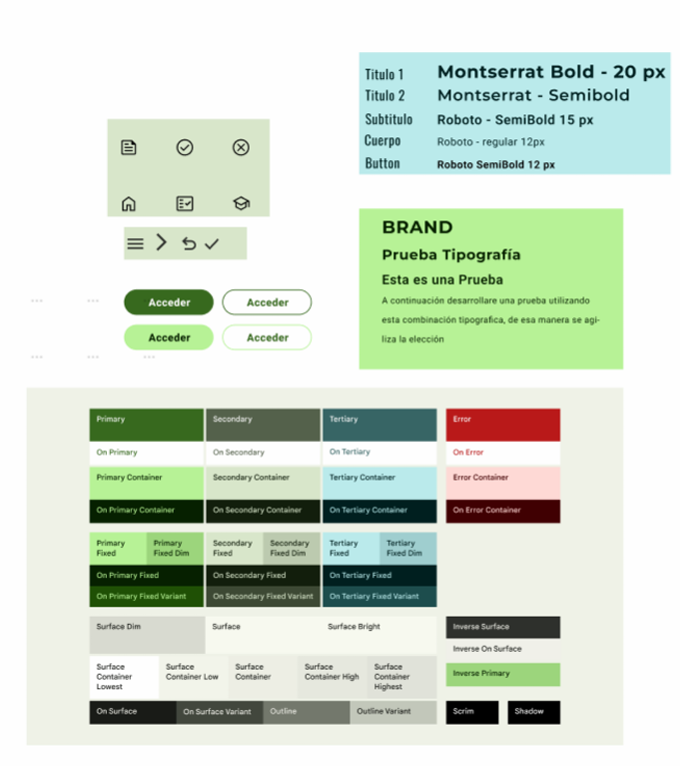 Titulo 1 Montserrat Bold - 20 px
Titulo 2 Montserrat - Semibold
Subtitulo Roboto - SemiBold 15 px
Cuerpo Roboto - regular 12px
Button Roboto SemiBold 12 px
BRAND
Prueba Tipografía
Esta es una Prueba
A continuación desarrollare una prueba utilizando
esta combinación tipografica, de esa manera se agi-
liza la elección
Acceder Acceder
Acceder Acceder
Primary Secondary Tertiary Error
On Primary On Secondary On Tertiary On Error
Primary Container Secondary Container Tertiary Container Error Container
On Primary Container On Secondary Container On Tertiary Container On Error Container
Primary Primary Secondary Secondary Tertiary Tertiary
Fixed Fixed Dim Fixed Fixed Dim Fixed Fixed Dim
On Primary Fixed On Secondary Fixed On Tertiary Fixed
On Primary Fixed Variant On Secondary Fixed Variant On Tertiary Fixed Variant
Surface Dim Surface Surface Bright Inverse Surface
Inverse On Surface
Surface Surface Surface Surface Surface
Container Container Low Container Container High Container
Lowest Highest
Inverse Primary
On Surface On Surface Variant Outline Outline Variant Scrim Shadow